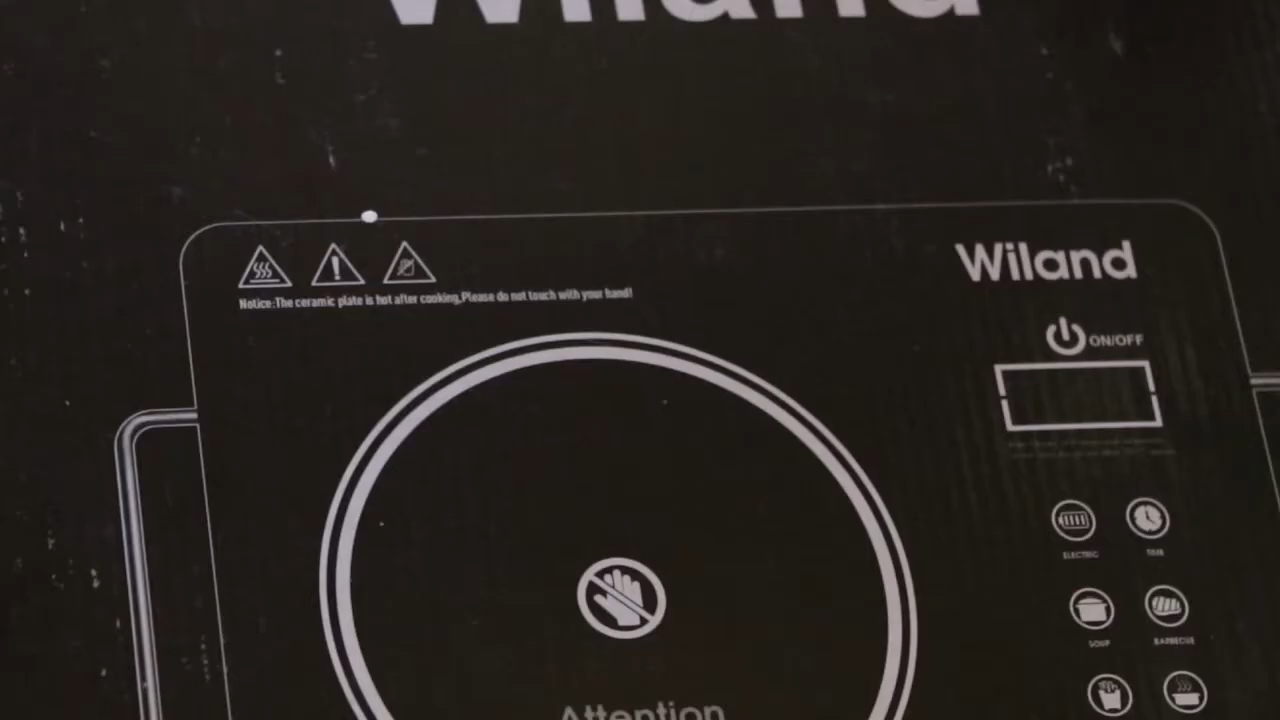 Wiland
Wiland
ON/OFF
Notice:The ceramic plate is hot after cooking,Please do not touch with your hand!
ELECTRIC
TIME
SOUP
BARBECUE
Attention